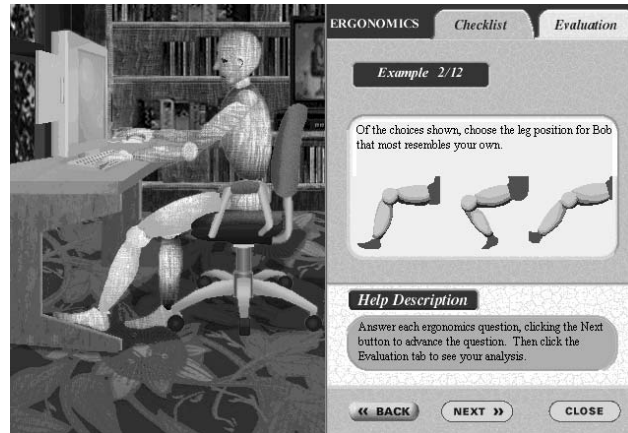 ERGONOMICS Checklist Evaluation
Example 2/12
Of the choices shown, choose the leg position for Bob
that most resembles your own.
Help Description
Answer each ergonomics question, clicking the Next
button to advance the question. Then click the
Evaluation tab to see your analysis.
« BACK NEXT » CLOSE